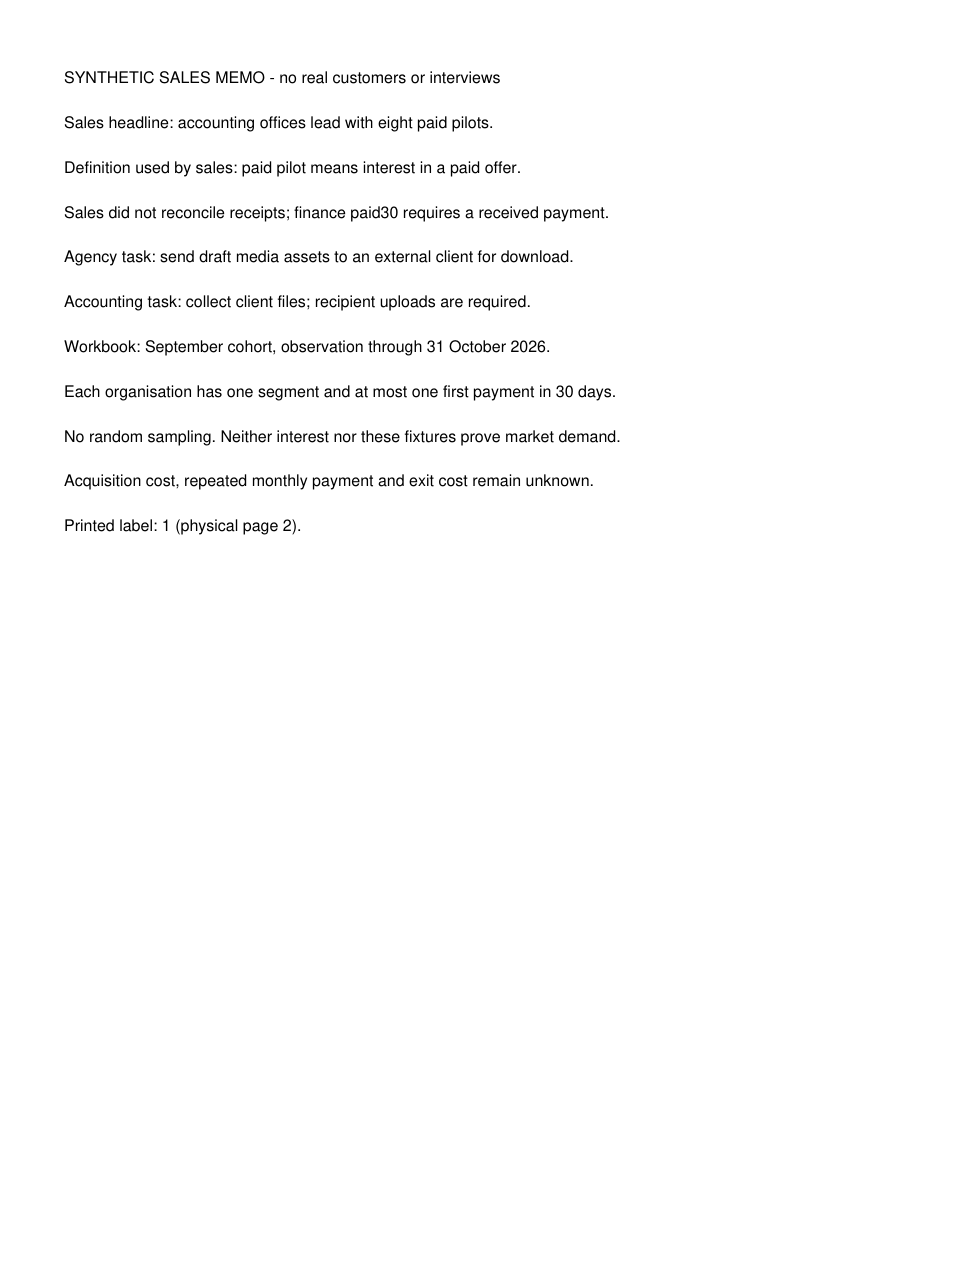 SYNTHETIC SALES MEMO - no real customers or interviews
Sales headline: accounting offices lead with eight paid pilots.
Definition used by sales: paid pilot means interest in a paid offer.
Sales did not reconcile receipts; finance paid30 requires a received payment.
Agency task: send draft media assets to an external client for download.
Accounting task: collect client files; recipient uploads are required.
Workbook: September cohort, observation through 31 October 2026.
Each organisation has one segment and at most one first payment in 30 days.
No random sampling. Neither interest nor these fixtures prove market demand.
Acquisition cost, repeated monthly payment and exit cost remain unknown.
Printed label: 1 (physical page 2).